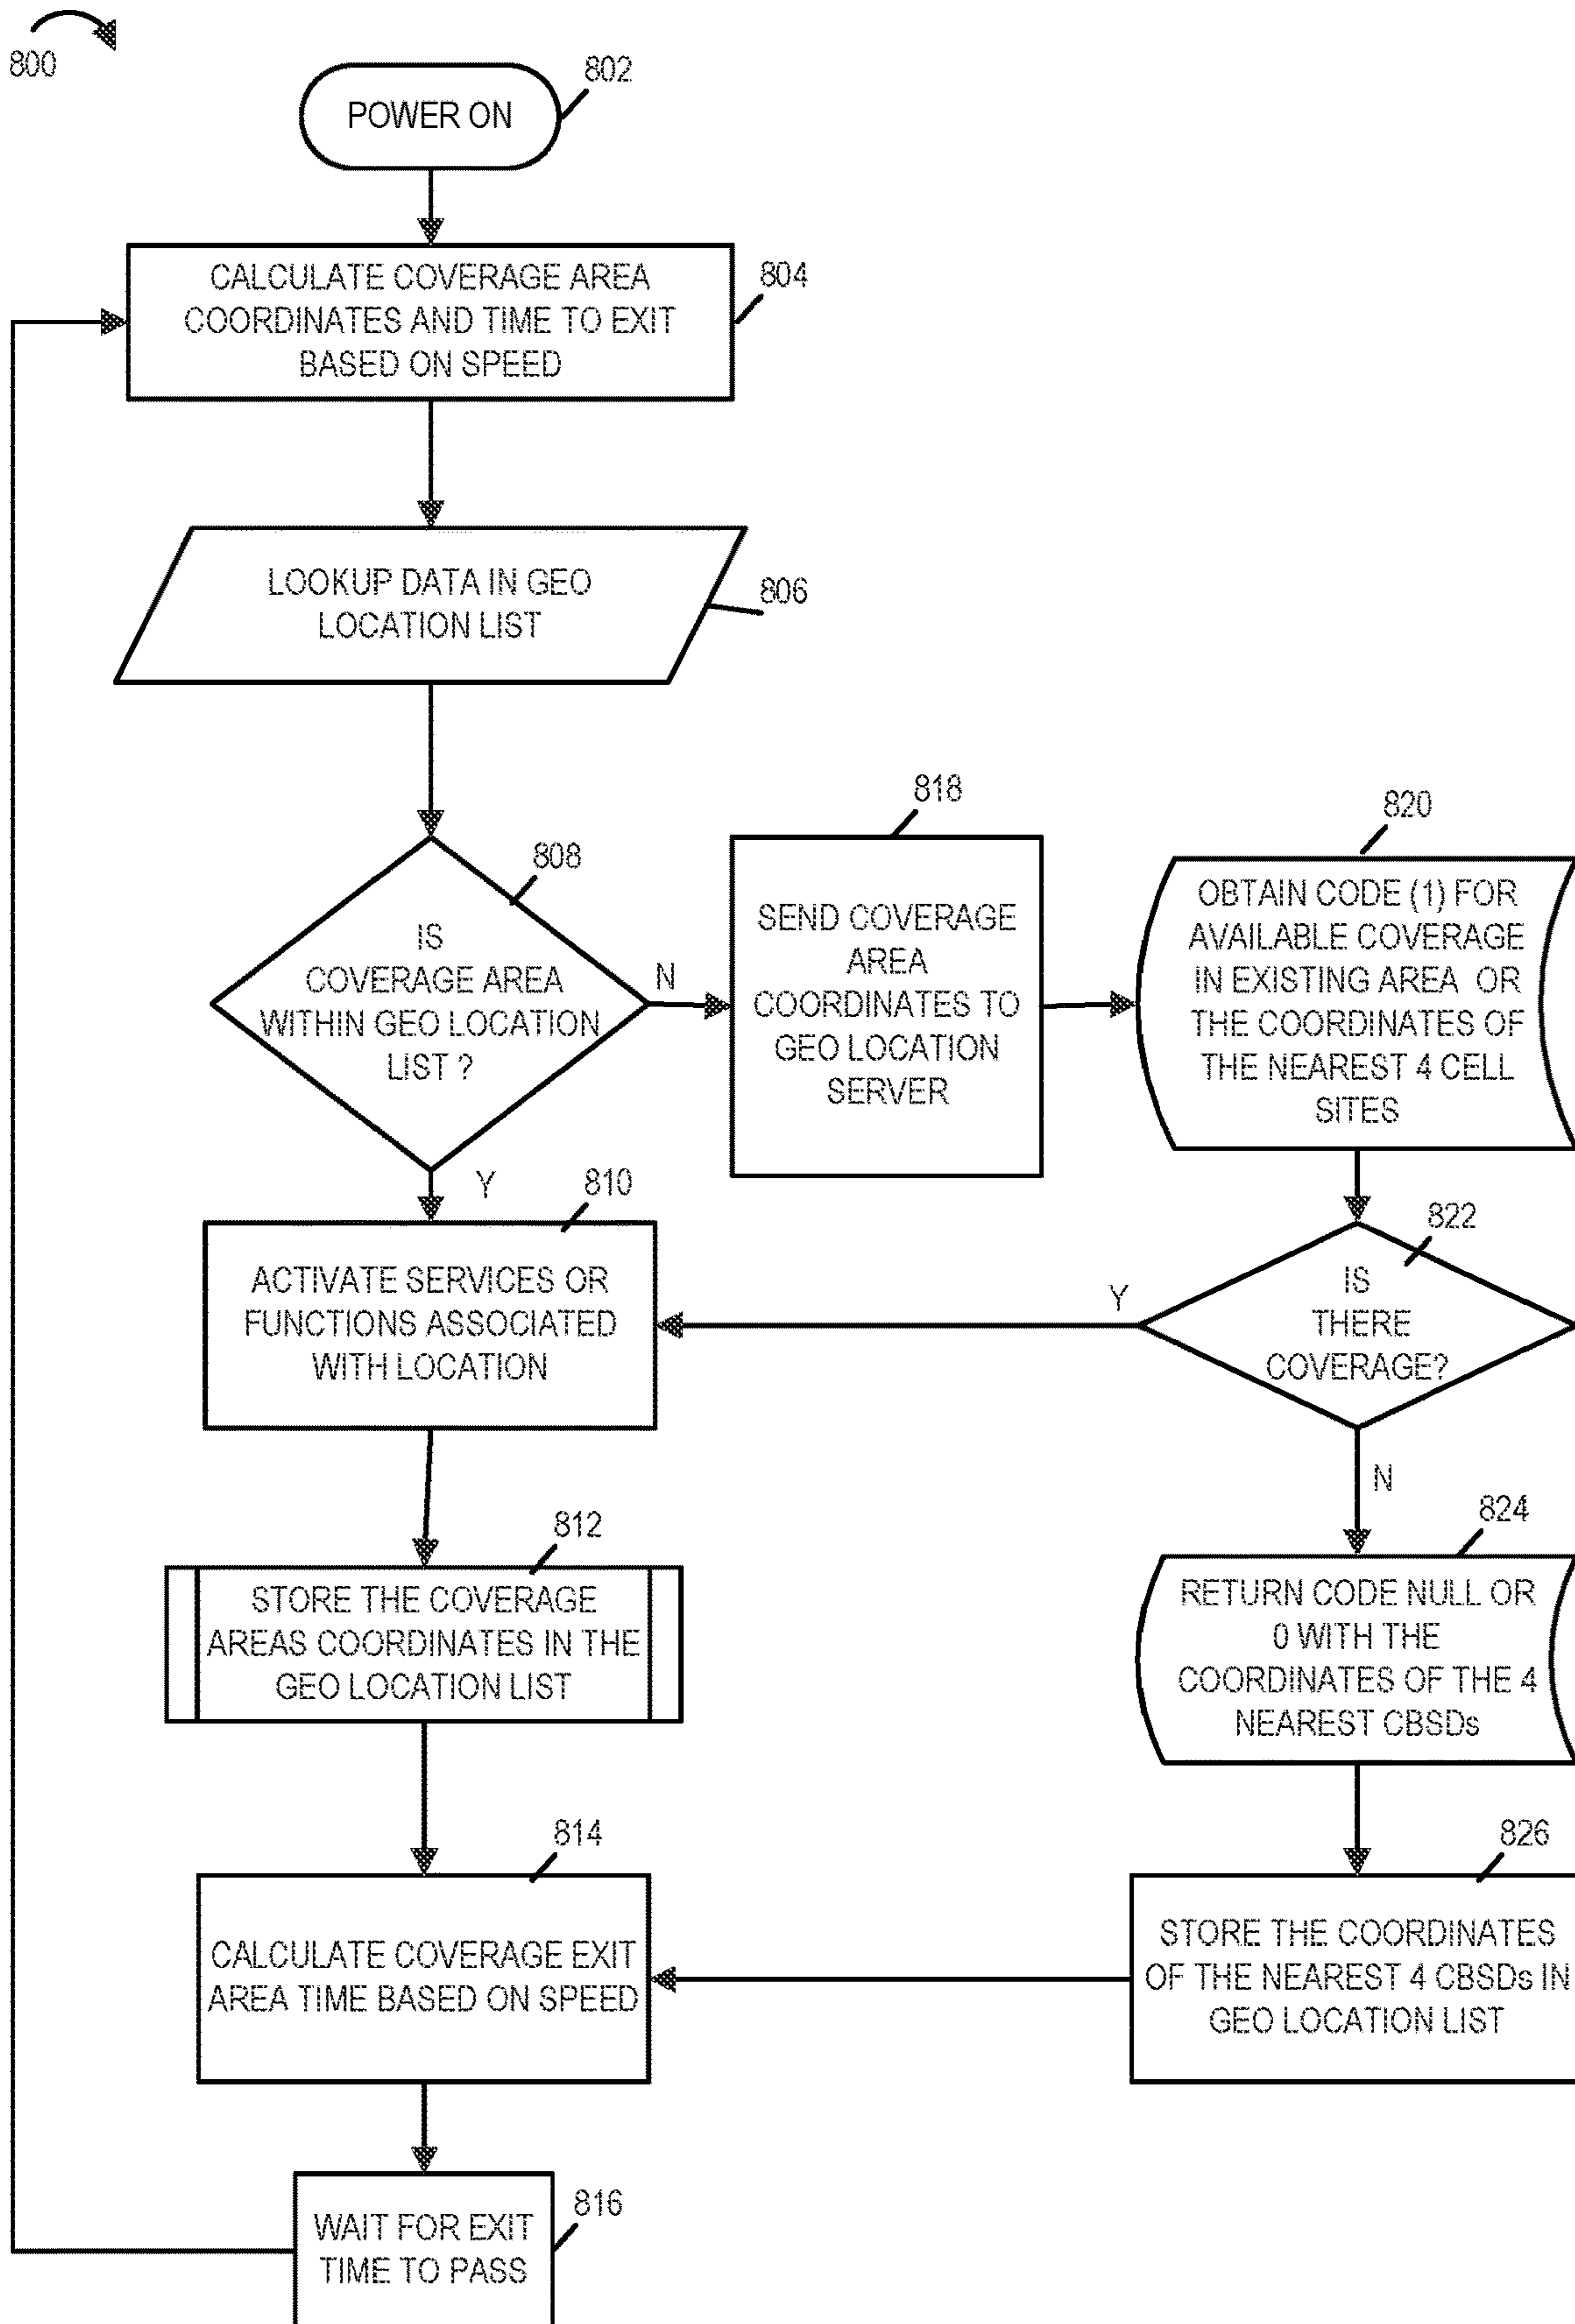 800
802
POWER ON
804
CALCULATE COVERAGE AREA
COORDINATES AND TIME TO EXIT
BASED ON SPEED
806
LOOKUP DATA IN GEO
LOCATION LIST
808
IS
COVERAGE AREA
WITHIN GEO LOCATION
LIST ?
N
Y
818
SEND COVERAGE
AREA
COORDINATES TO
GEO LOCATION
SERVER
820
OBTAIN CODE (1) FOR
AVAILABLE COVERAGE
IN EXISTING AREA OR
THE COORDINATES OF
THE NEAREST 4 CELL
SITES
810
ACTIVATE SERVICES OR
FUNCTIONS ASSOCIATED
WITH LOCATION
822
IS
THERE
COVERAGE?
Y
N
812
STORE THE COVERAGE
AREAS COORDINATES IN THE
GEO LOCATION LIST
824
RETURN CODE NULL OR
0 WITH THE
COORDINATES OF THE 4
NEAREST CBSDs
814
CALCULATE COVERAGE EXIT
AREA TIME BASED ON SPEED
826
STORE THE COORDINATES
OF THE NEAREST 4 CBSDs IN
GEO LOCATION LIST
816
WAIT FOR EXIT
TIME TO PASS